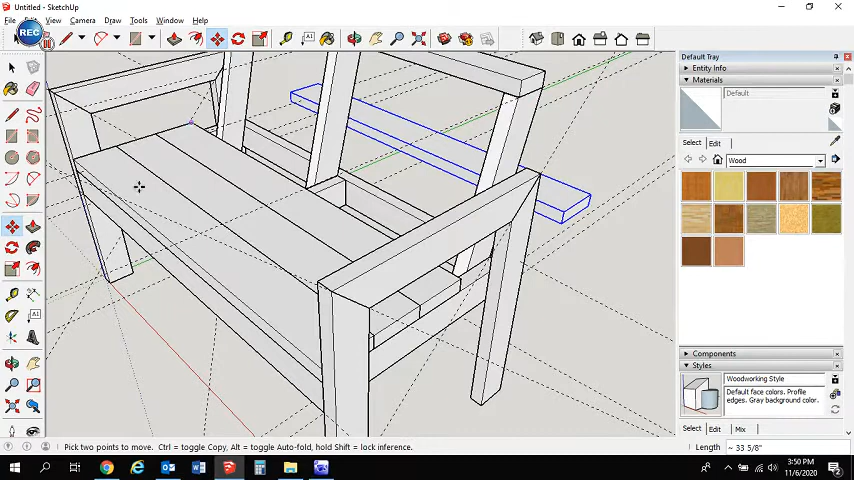 Untitled - SketchUp
File Edit View Camera Draw Tools Window Help
REC
Default Tray
Entity Info
Materials
Default
Select Edit
Wood
Components
Styles
Woodworking Style
Default face colors. Profile
edges. Gray background color.
Select Edit Mix
Pick two points to move. Ctrl = toggle Copy, Alt = toggle Auto-fold, hold Shift = lock inference.
Length ~ 33 5/8"
3:50 PM
11/6/2020